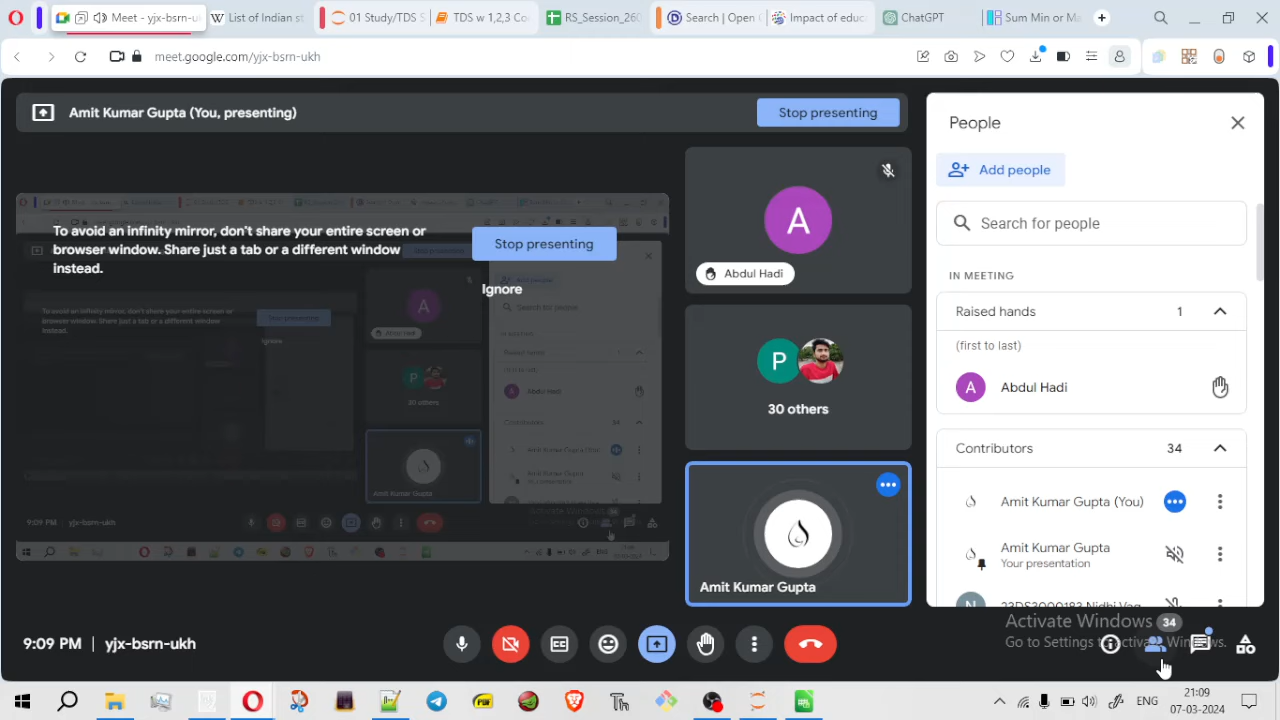 Meet - yjx-bsrn-ukh
List of Indian st
01 Study/TDS S
TDS w 1,2,3 Co
RS_Session_260
Search | Open G
Impact of educ
ChatGPT
Sum Min or Ma
meet.google.com/yjx-bsrn-ukh
Amit Kumar Gupta (You, presenting)
Stop presenting
To avoid an infinity mirror, don't share your entire screen or
browser window. Share just a tab or a different window
instead.
Stop presenting
Ignore
A
Abdul Hadi
P
30 others
Amit Kumar Gupta
People
Add people
Search for people
IN MEETING
Raised hands 1
(first to last)
A Abdul Hadi
Contributors 34
Amit Kumar Gupta (You)
Amit Kumar Gupta
Your presentation
Activate Windows
Go to Settings to activate Windows.
34
9:09 PM | yjx-bsrn-ukh
ENG
21:09
07-03-2024